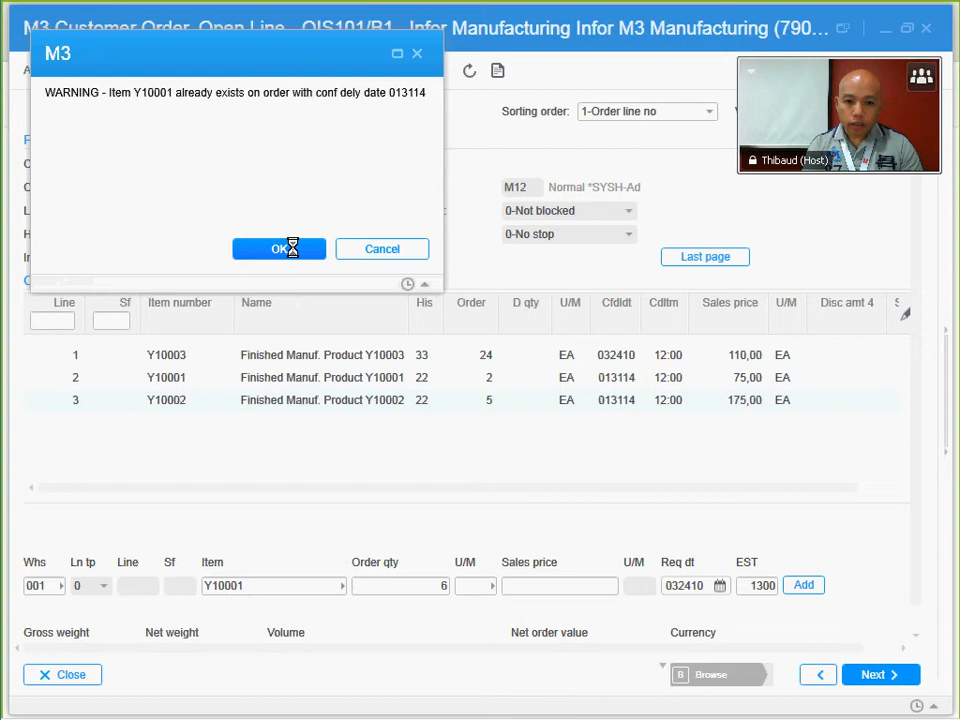 M3 Customer Order. Open Line - OIS101/B1 - Infor Manufacturing Infor M3 Manufacturing (790...
M3
WARNING - Item Y10001 already exists on order with conf dely date 013114
OK
Cancel
Sorting order:
1-Order line no
Thibaud (Host)
M12
Normal *SYSH-Ad
0-Not blocked
0-No stop
Last page
Line
Sf
Item number
Name
His
Order
D qty
U/M
Cfdldt
Cdltm
Sales price
U/M
Disc amt 4
1 Y10003 Finished Manuf. Product Y10003 33 24 EA 032410 12:00 110,00 EA
2 Y10001 Finished Manuf. Product Y10001 22 2 EA 013114 12:00 75,00 EA
3 Y10002 Finished Manuf. Product Y10002 22 5 EA 013114 12:00 175,00 EA
Whs
Ln tp
Line
Sf
Item
Order qty
U/M
Sales price
U/M
Req dt
EST
001
0
Y10001
6
032410
1300
Add
Gross weight
Net weight
Volume
Net order value
Currency
Close
B Browse
Next